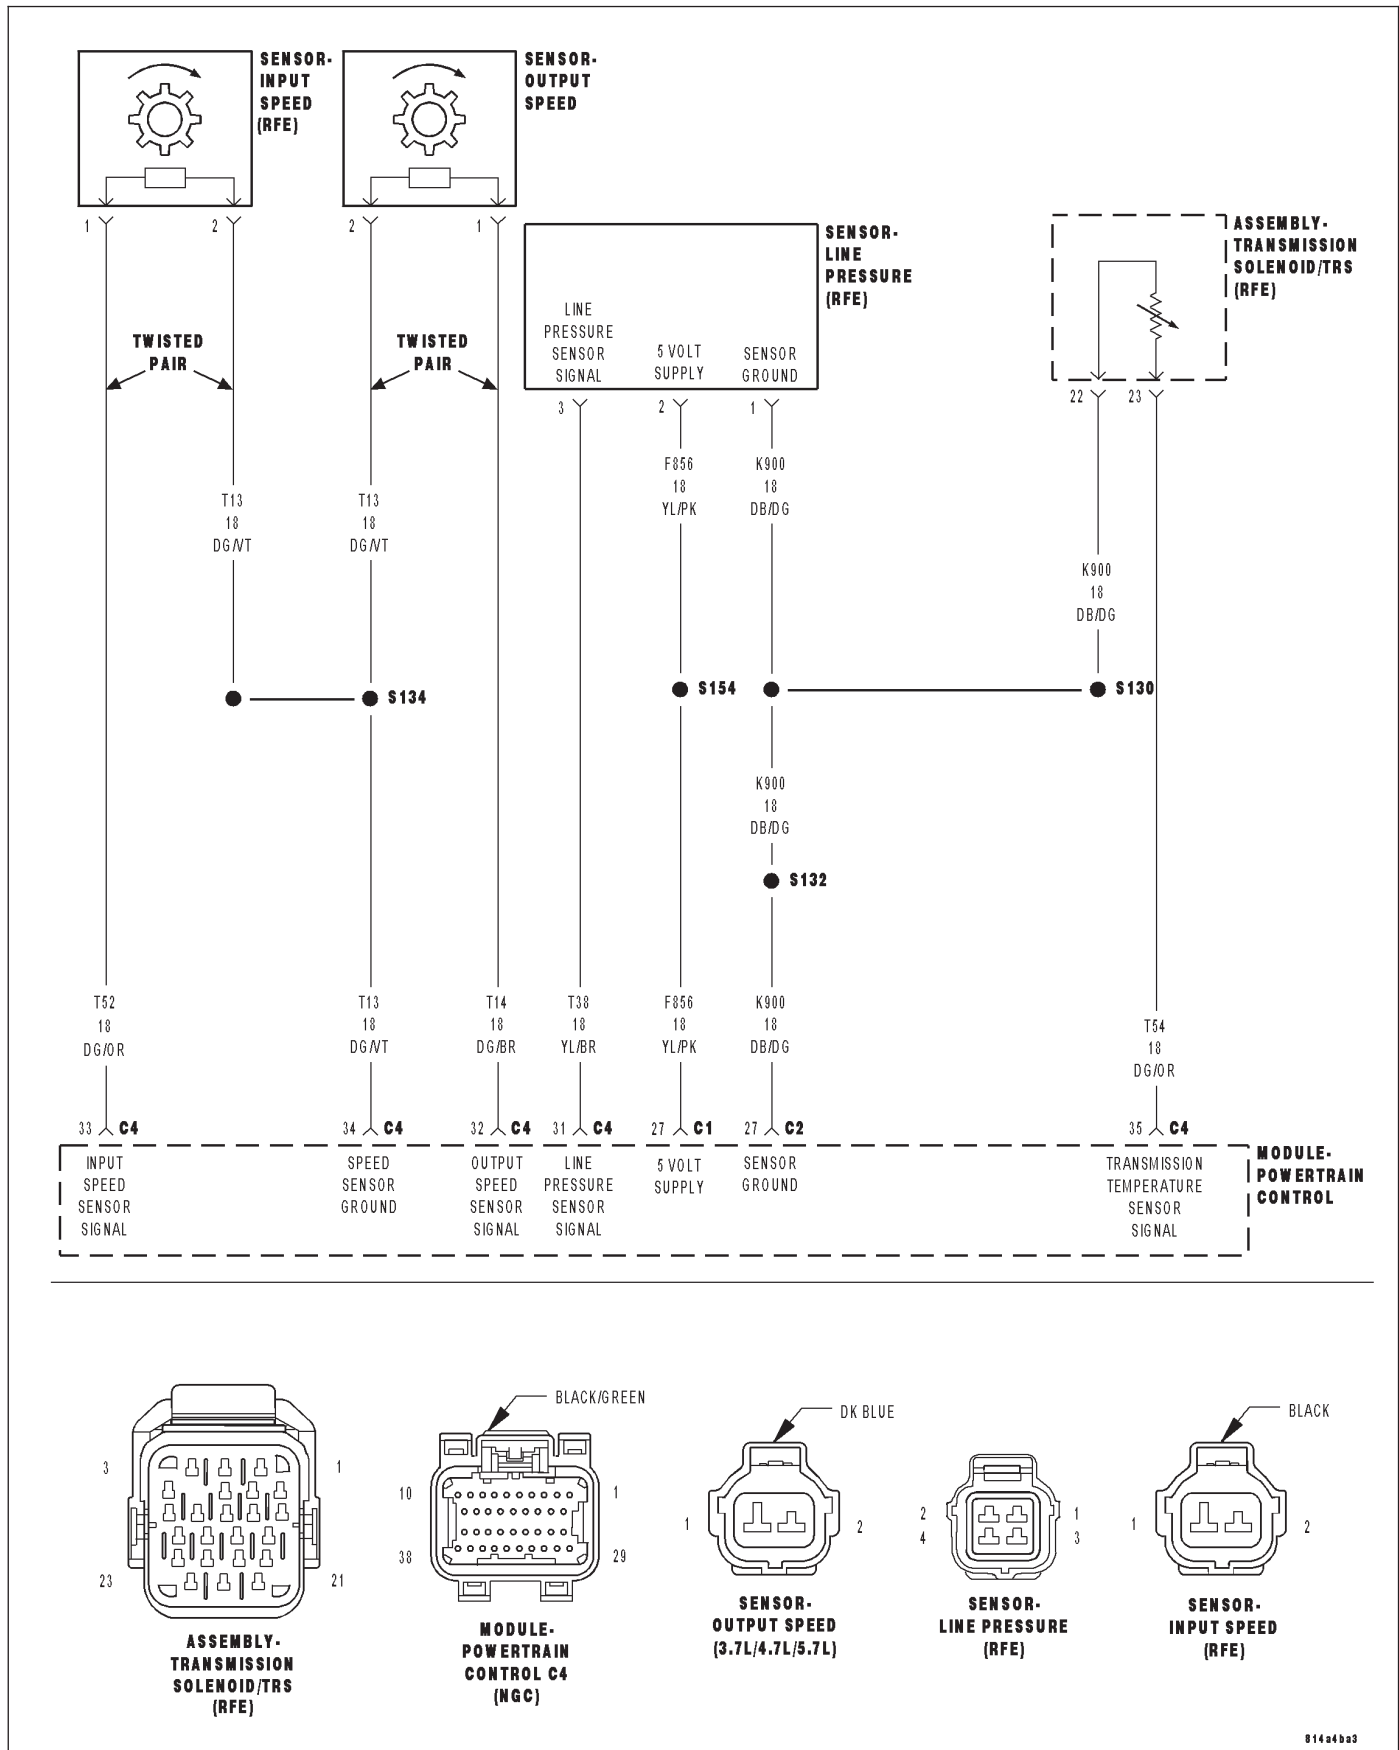 SENSOR-
INPUT
SPEED
(RFE)
SENSOR-
OUTPUT
SPEED
1
2
2
1
SENSOR-
LINE
PRESSURE
(RFE)
ASSEMBLY-
TRANSMISSION
SOLENOID/TRS
(RFE)
LINE
PRESSURE
SENSOR
SIGNAL
5 VOLT
SUPPLY
SENSOR
GROUND
TWISTED
PAIR
TWISTED
PAIR
3
2
1
22
23
T13
18
DG/VT
T13
18
DG/VT
F856
18
YL/PK
K900
18
DB/DG
K900
18
DB/DG
S134
S154
S130
K900
18
DB/DG
S132
T52
18
DG/OR
T13
18
DG/VT
T14
18
DG/BR
T38
18
YL/BR
F856
18
YL/PK
K900
18
DB/DG
T54
18
DG/OR
33 C4
34 C4
32 C4
31 C4
27 C1
27 C2
35 C4
INPUT
SPEED
SENSOR
SIGNAL
SPEED
SENSOR
GROUND
OUTPUT
SPEED
SENSOR
SIGNAL
LINE
PRESSURE
SENSOR
SIGNAL
5 VOLT
SUPPLY
SENSOR
GROUND
TRANSMISSION
TEMPERATURE
SENSOR
SIGNAL
MODULE-
POWERTRAIN
CONTROL
3
1
23
21
ASSEMBLY-
TRANSMISSION
SOLENOID/TRS
(RFE)
BLACK/GREEN
10
1
38
29
MODULE-
POWERTRAIN
CONTROL C4
(NGC)
DK BLUE
1
2
SENSOR-
OUTPUT SPEED
(3.7L/4.7L/5.7L)
2
1
4
3
SENSOR-
LINE PRESSURE
(RFE)
BLACK
1
2
SENSOR-
INPUT SPEED
(RFE)
814a4ba3